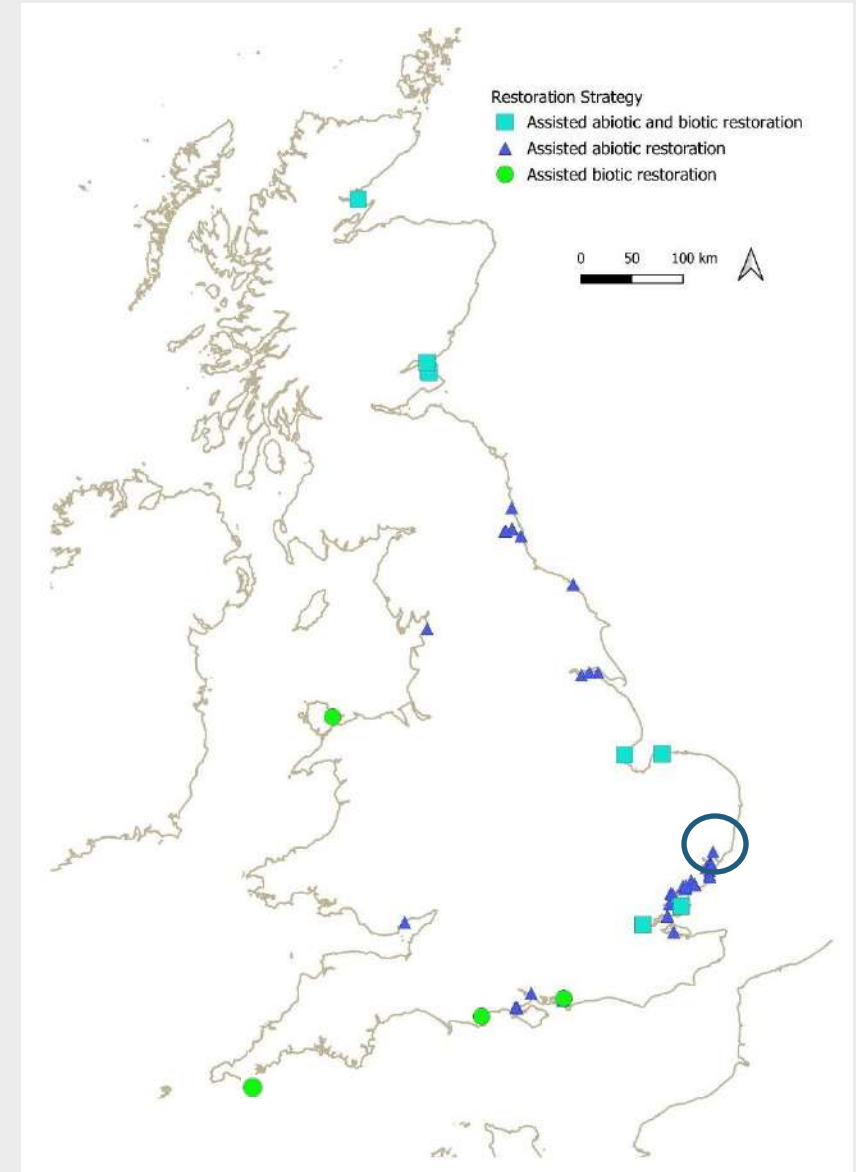 Restoration Strategy
Assisted abiotic and biotic restoration
Assisted abiotic restoration
Assisted biotic restoration
0 50 100 km